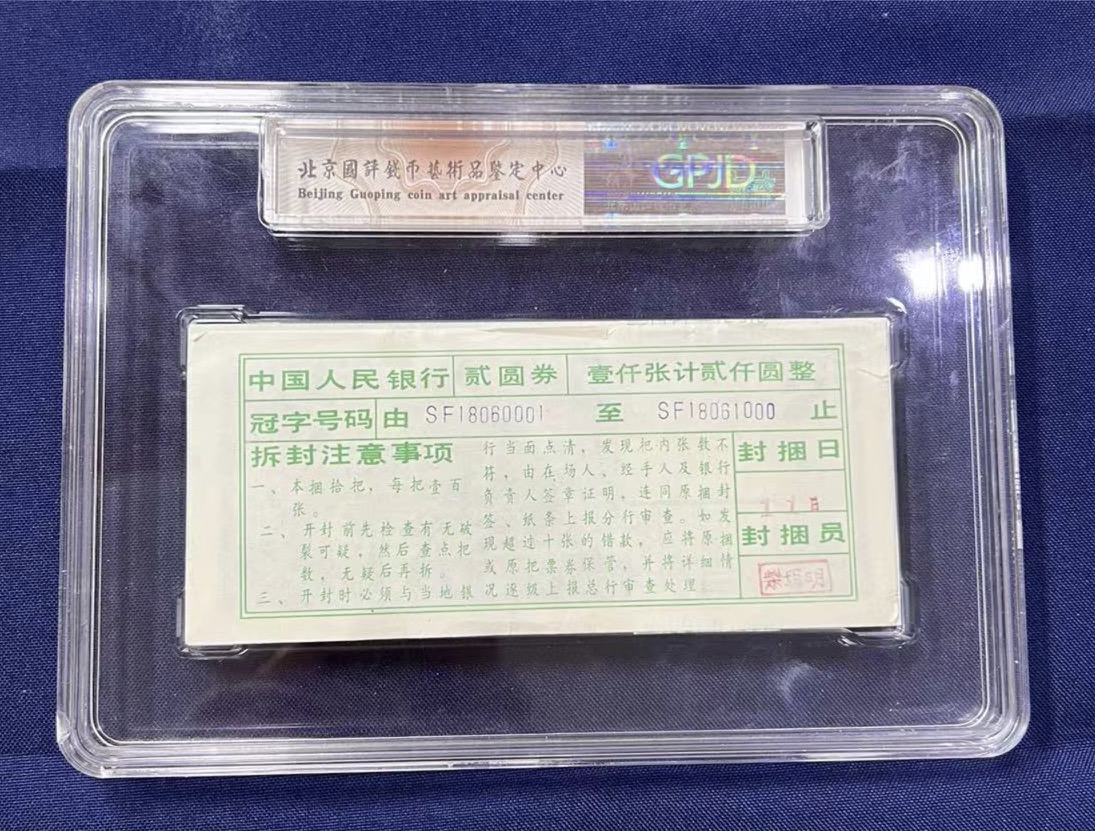 北京國評錢币藝術品鑒定中心
Beijing Guoping coin art appraisal center
GPJD
中国人民银行 贰圆券 壹仟张计贰仟圆整
冠字号码 由 SF18060001 至 SF18061000 止
拆封注意事项
一、本捆拾把，每把壹百
张。
二、开封前先检查有无破
裂可疑，然后查点把
数，无疑后再拆。
三、开封时必须与当地银
行当面点清，发现把内张数不
符，由在场人、经手人及银行
负责人签章证明，连同原捆封
签、纸条上报分行审查。如发
现超过十张的错款，应将原捆
或原把票券保管，并将详细情
况逐级上报总行审查处理
封捆日
封捆员